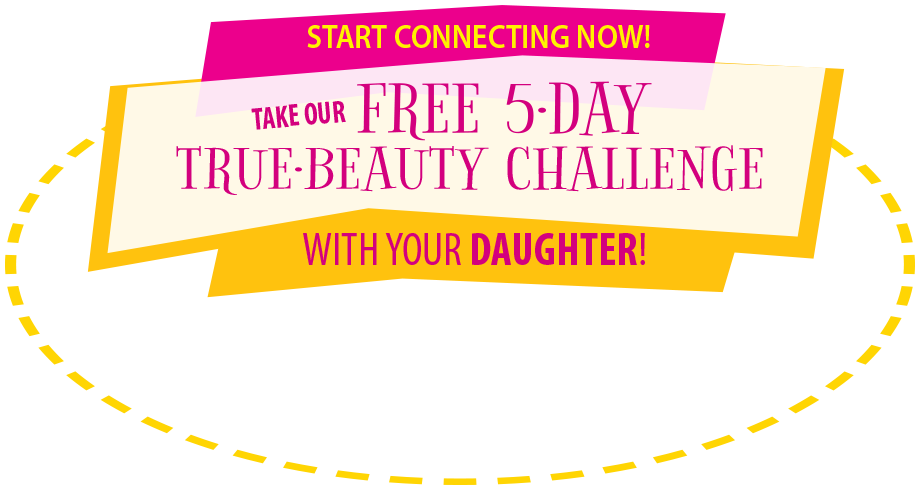 START CONNECTING NOW!
TAKE OUR FREE 5-DAY
TRUE-BEAUTY CHALLENGE
WITH YOUR DAUGHTER!